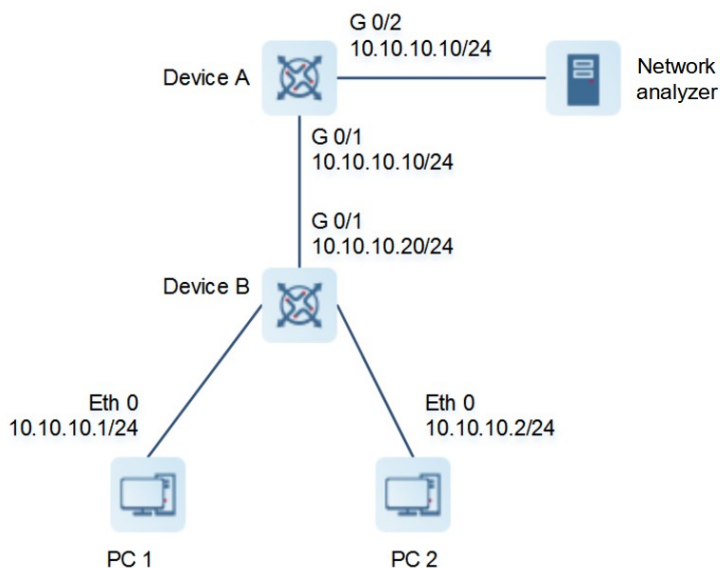 G 0/2
10.10.10.10/24
Device A
Network
analyzer
G 0/1
10.10.10.10/24
G 0/1
10.10.10.20/24
Device B
Eth 0
10.10.10.1/24
Eth 0
10.10.10.2/24
PC 1
PC 2